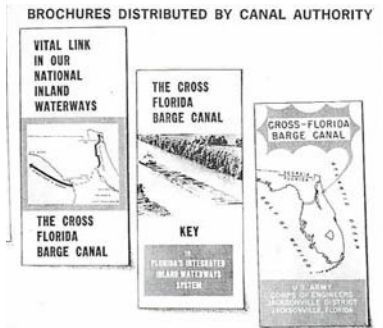 BROCHURES DISTRIBUTED BY CANAL AUTHORITY
VITAL LINK
IN OUR
NATIONAL
INLAND
WATERWAYS
THE CROSS
FLORIDA
BARGE CANAL
THE CROSS
FLORIDA
BARGE CANAL
KEY
TO
FLORIDA'S INTEGRATED
INLAND WATERWAYS
SYSTEM
CROSS-FLORIDA
BARGE CANAL
GEORGIA
FLORIDA
U.S. ARMY
CORPS OF ENGINEERS
JACKSONVILLE DISTRICT
JACKSONVILLE, FLORIDA